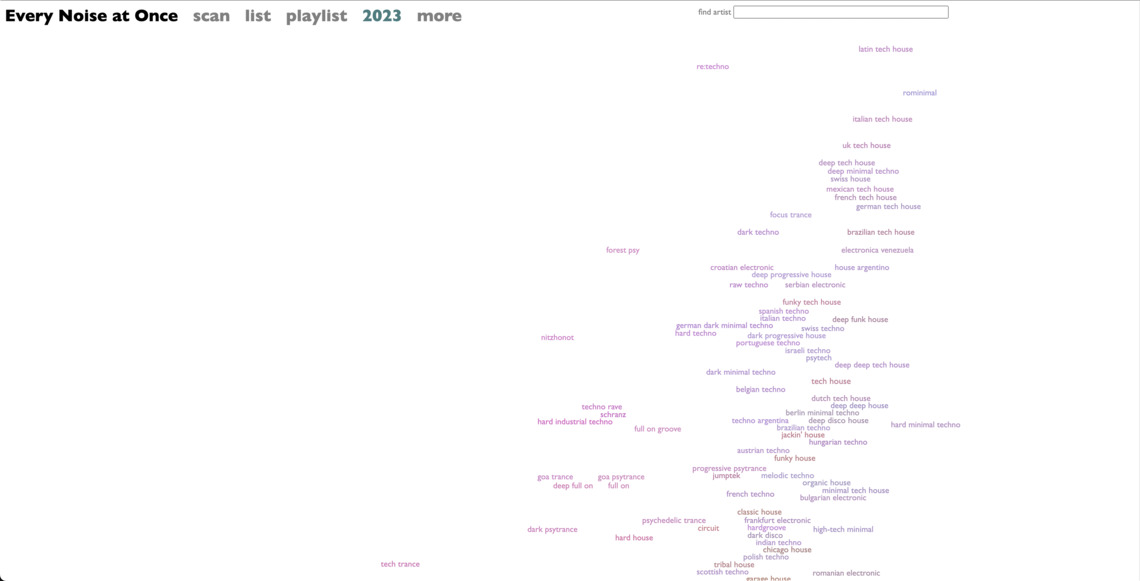 Every Noise at Once scan list playlist 2023 more find artist
latin tech house
re:techno
rominimal
italian tech house
uk tech house
deep tech house
deep minimal techno
swiss house
mexican tech house
french tech house
german tech house
focus trance
dark techno brazilian tech house
forest psy electronica venezuela
croatian electronic house argentino
deep progressive house
raw techno serbian electronic
funky tech house
spanish techno
italian techno deep funk house
german dark minimal techno
swiss techno
hard techno
dark progressive house
nitzhonot
portuguese techno
israeli techno
psytech
deep deep tech house
dark minimal techno
tech house
belgian techno
dutch tech house
techno rave deep deep house
schranz berlin minimal techno
hard industrial techno techno argentina deep disco house
hard minimal techno
full on groove brazilian techno
jackin' house
hungarian techno
austrian techno
funky house
progressive psytrance
goa trance goa psytrance jumptek melodic techno
organic house
deep full on full on
minimal tech house
french techno
bulgarian electronic
classic house
psychedelic trance frankfurt electronic
dark psytrance circuit hardgroove high-tech minimal
dark disco
hard house
indian techno
chicago house
polish techno
tech trance tribal house
scottish techno romanian electronic
garage house